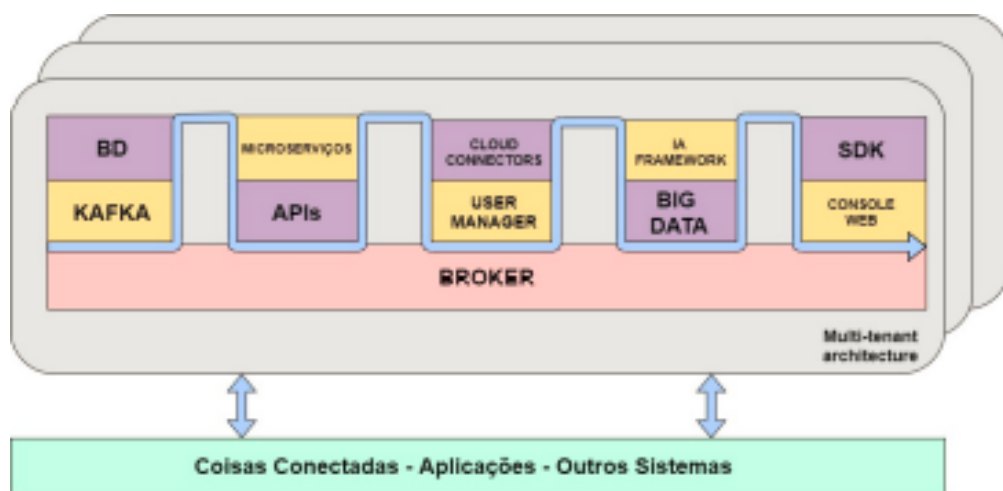 BD
KAFKA
MICROSERVIÇOS
APIs
CLOUD
CONNECTORS
USER
MANAGER
IA
FRAMEWORK
BIG
DATA
SDK
CONSOLE
WEB
BROKER
Multi-tenant
architecture
Coisas Conectadas - Aplicações - Outros Sistemas